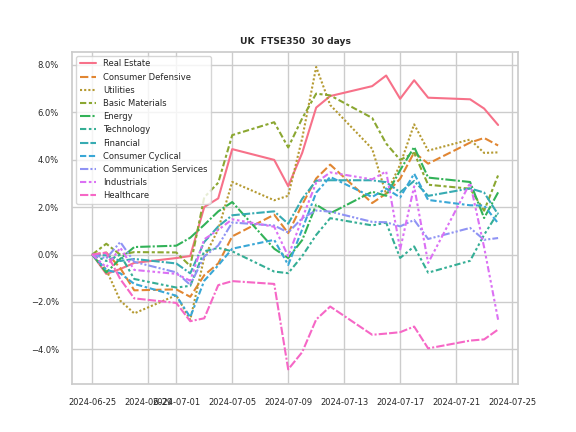 UK FTSE350 30 days
8.0%
6.0%
4.0%
2.0%
0.0%
−2.0%
−4.0%
Real Estate
Consumer Defensive
Utilities
Basic Materials
Energy
Technology
Financial
Consumer Cyclical
Communication Services
Industrials
Healthcare
2024-06-25 2024-06-29 2024-07-01 2024-07-05 2024-07-09 2024-07-13 2024-07-17 2024-07-21 2024-07-25